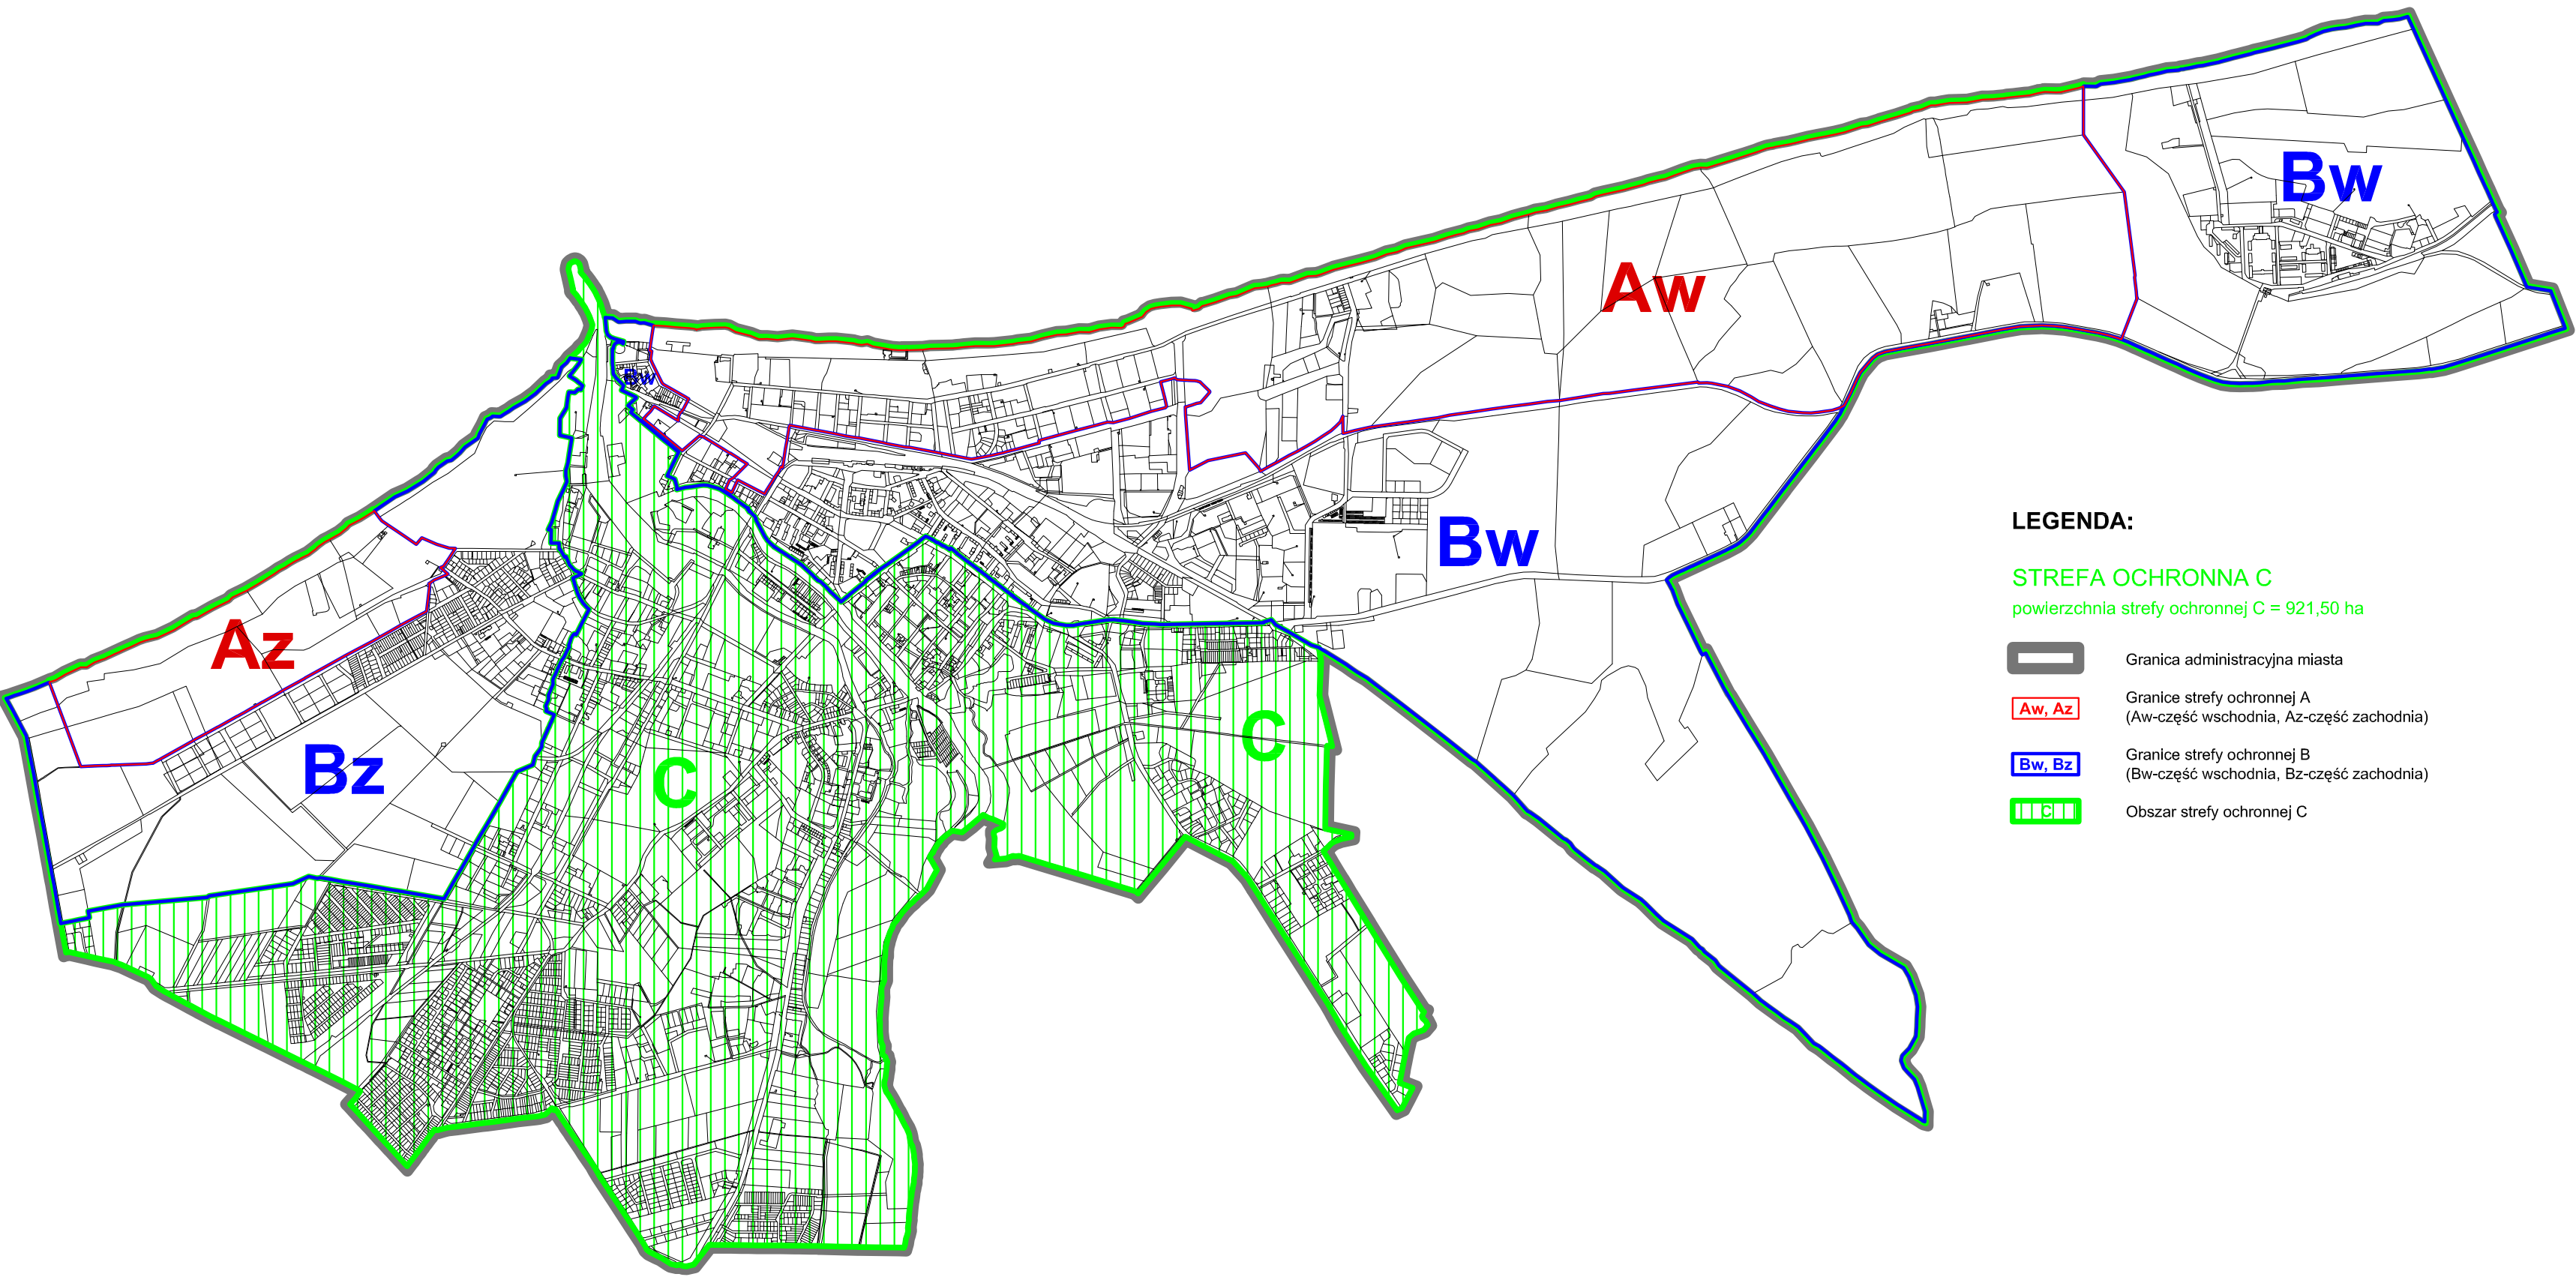 Bw
Aw
Bw
Bw
Az
Bz
C
C
LEGENDA:
STREFA OCHRONNA C
powierzchnia strefy ochronnej C = 921,50 ha
Granica administracyjna miasta
Aw, Az
Granice strefy ochronnej A
(Aw-część wschodnia, Az-część zachodnia)
Bw, Bz
Granice strefy ochronnej B
(Bw-część wschodnia, Bz-część zachodnia)
C
Obszar strefy ochronnej C